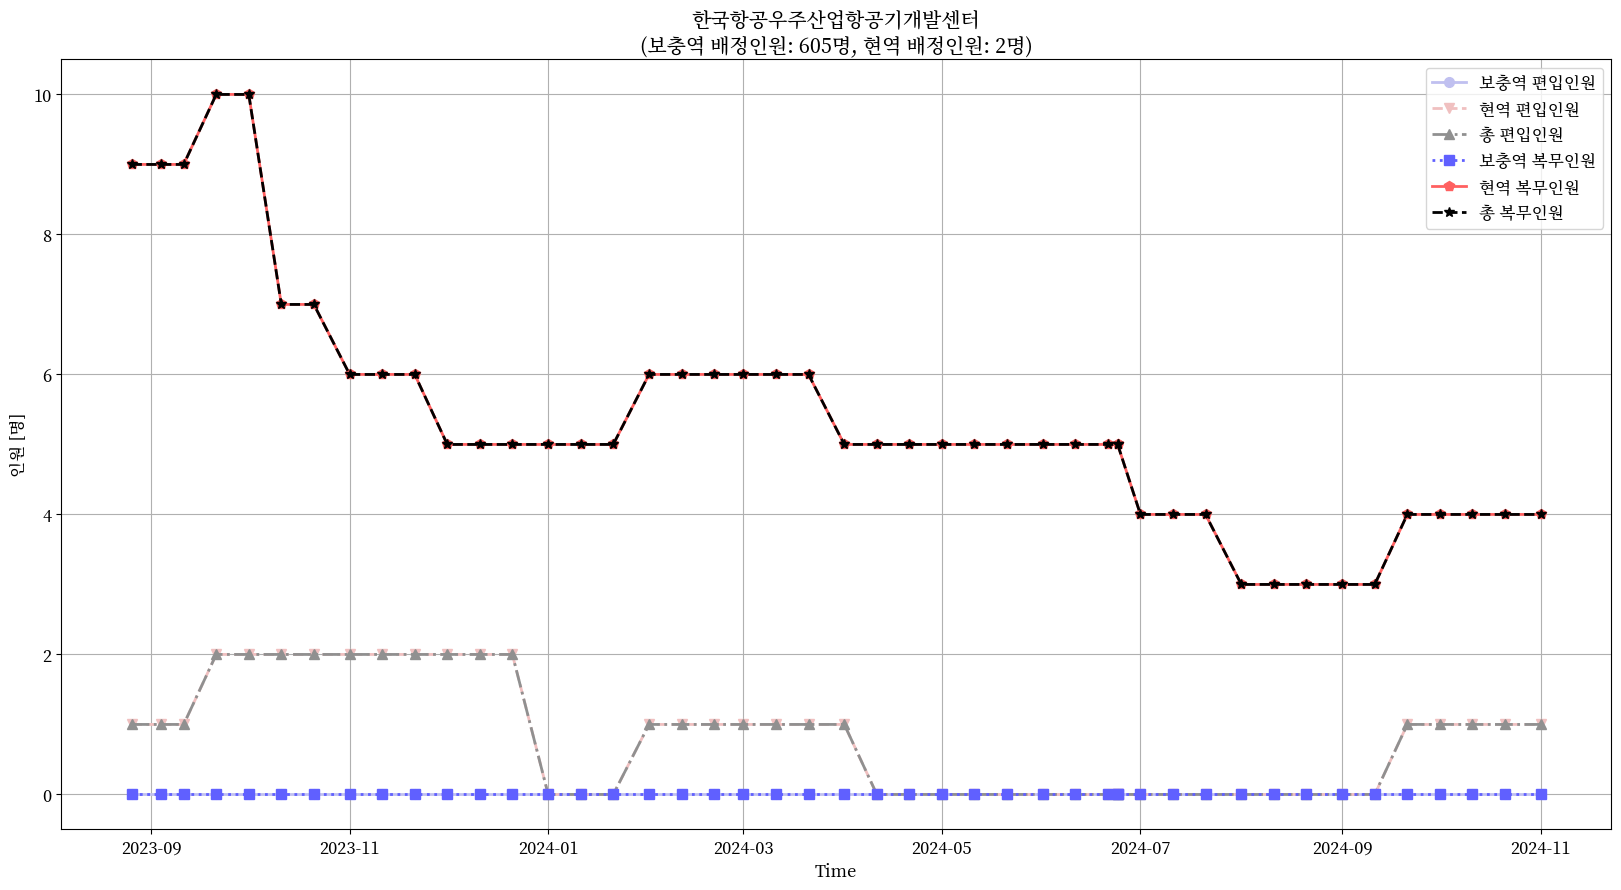 한국항공우주산업항공기개발센터
(보충역 배정인원: 605명, 현역 배정인원: 2명)
보충역 편입인원
현역 편입인원
총 편입인원
보충역 복무인원
현역 복무인원
총 복무인원
인원 [명]
10
8
6
4
2
0
2023-09
2023-11
2024-01
2024-03
2024-05
2024-07
2024-09
2024-11
Time